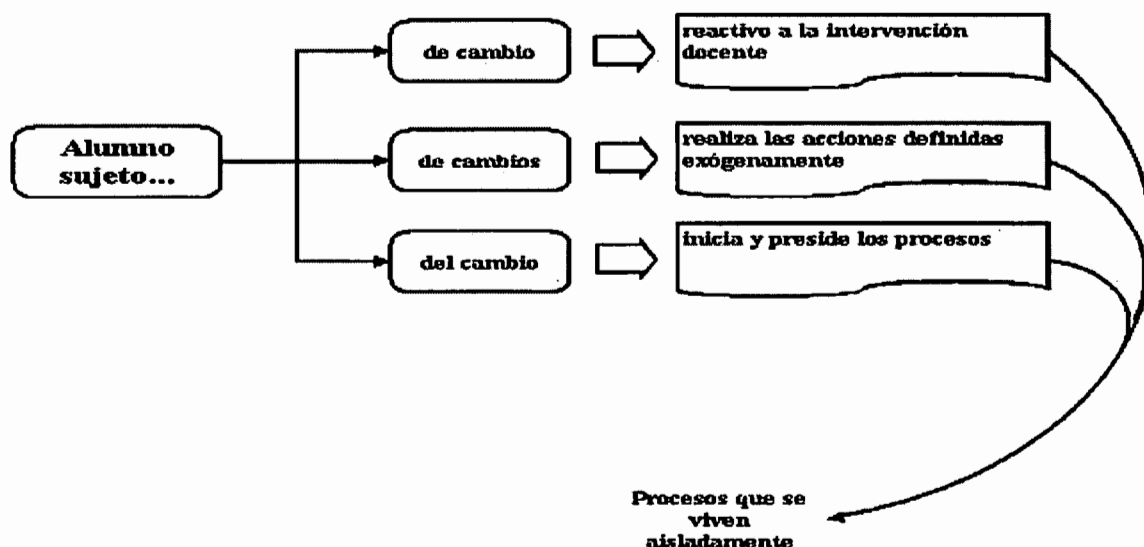 Alumno
sujeto...
de cambio
reactivo a la intervención
docente
de cambios
realiza las acciones definidas
exógenamente
del cambio
inicia y preside los procesos
Procesos que se
viven
aisladamente